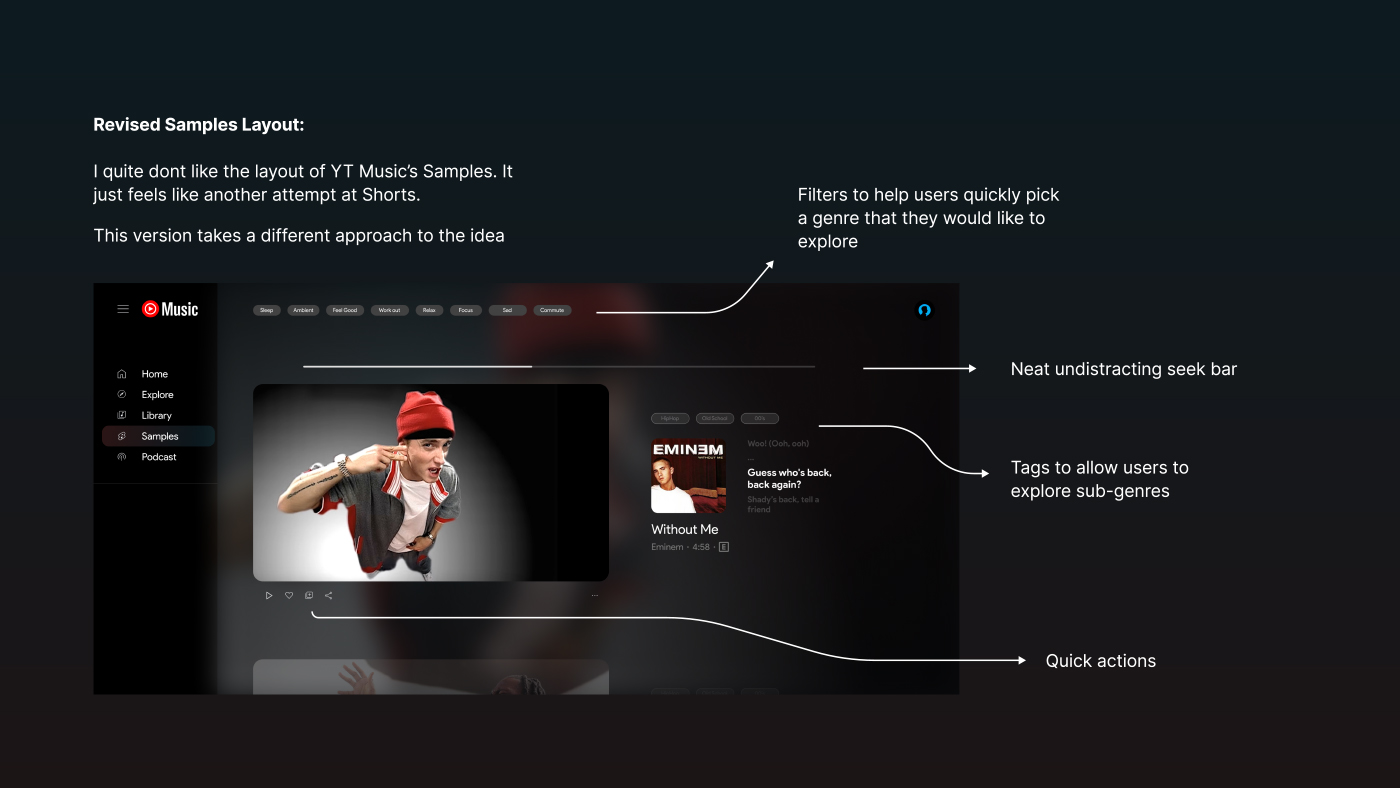 Revised Samples Layout:
I quite dont like the layout of YT Music's Samples. It
just feels like another attempt at Shorts.
This version takes a different approach to the idea
Filters to help users quickly pick
a genre that they would like to
explore
Music
Sleep
Ambient
Feel Good
Work out
Relax
Focus
Sad
Commute
Home
Explore
Library
Samples
Podcast
Neat undistracting seek bar
HipHop
Old School
00's
EMINƎM
WITHOUT ME
Woo! (Ooh, ooh)
...
Guess who's back,
back again?
Shady's back, tell a
friend
Without Me
Eminem • 4:58 • E
Tags to allow users to
explore sub-genres
Quick actions